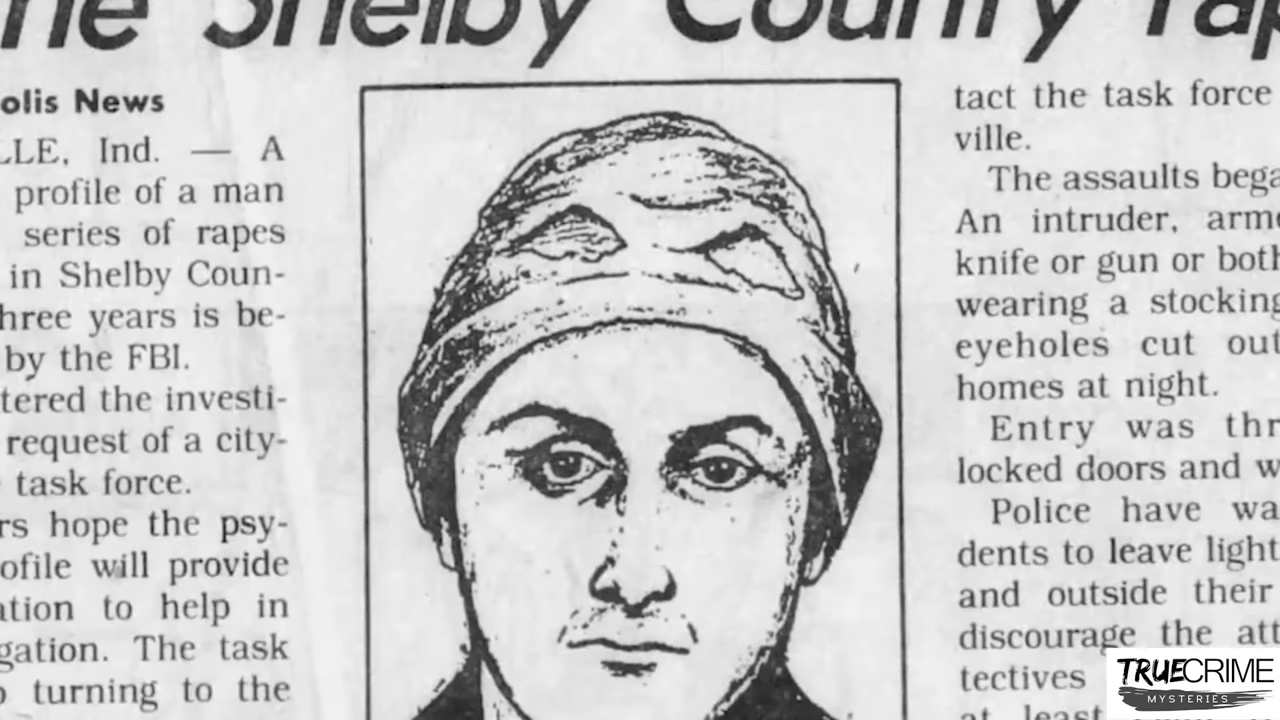 he Shelby County rap
olis News
LLE, Ind. — A
profile of a man
series of rapes
in Shelby Coun-
hree years is be-
by the FBI.
tered the investi-
request of a city-
task force.
rs hope the psy-
ofile will provide
ation to help in
gation. The task
turning to the
tact the task force
ville.
The assaults bega
An intruder, arme
knife or gun or both
wearing a stocking
eyeholes cut out
homes at night.
Entry was thr
locked doors and w
Police have wa
dents to leave light
and outside their
discourage the att
tectives
at least
TRUECRIME
MYSTERIES